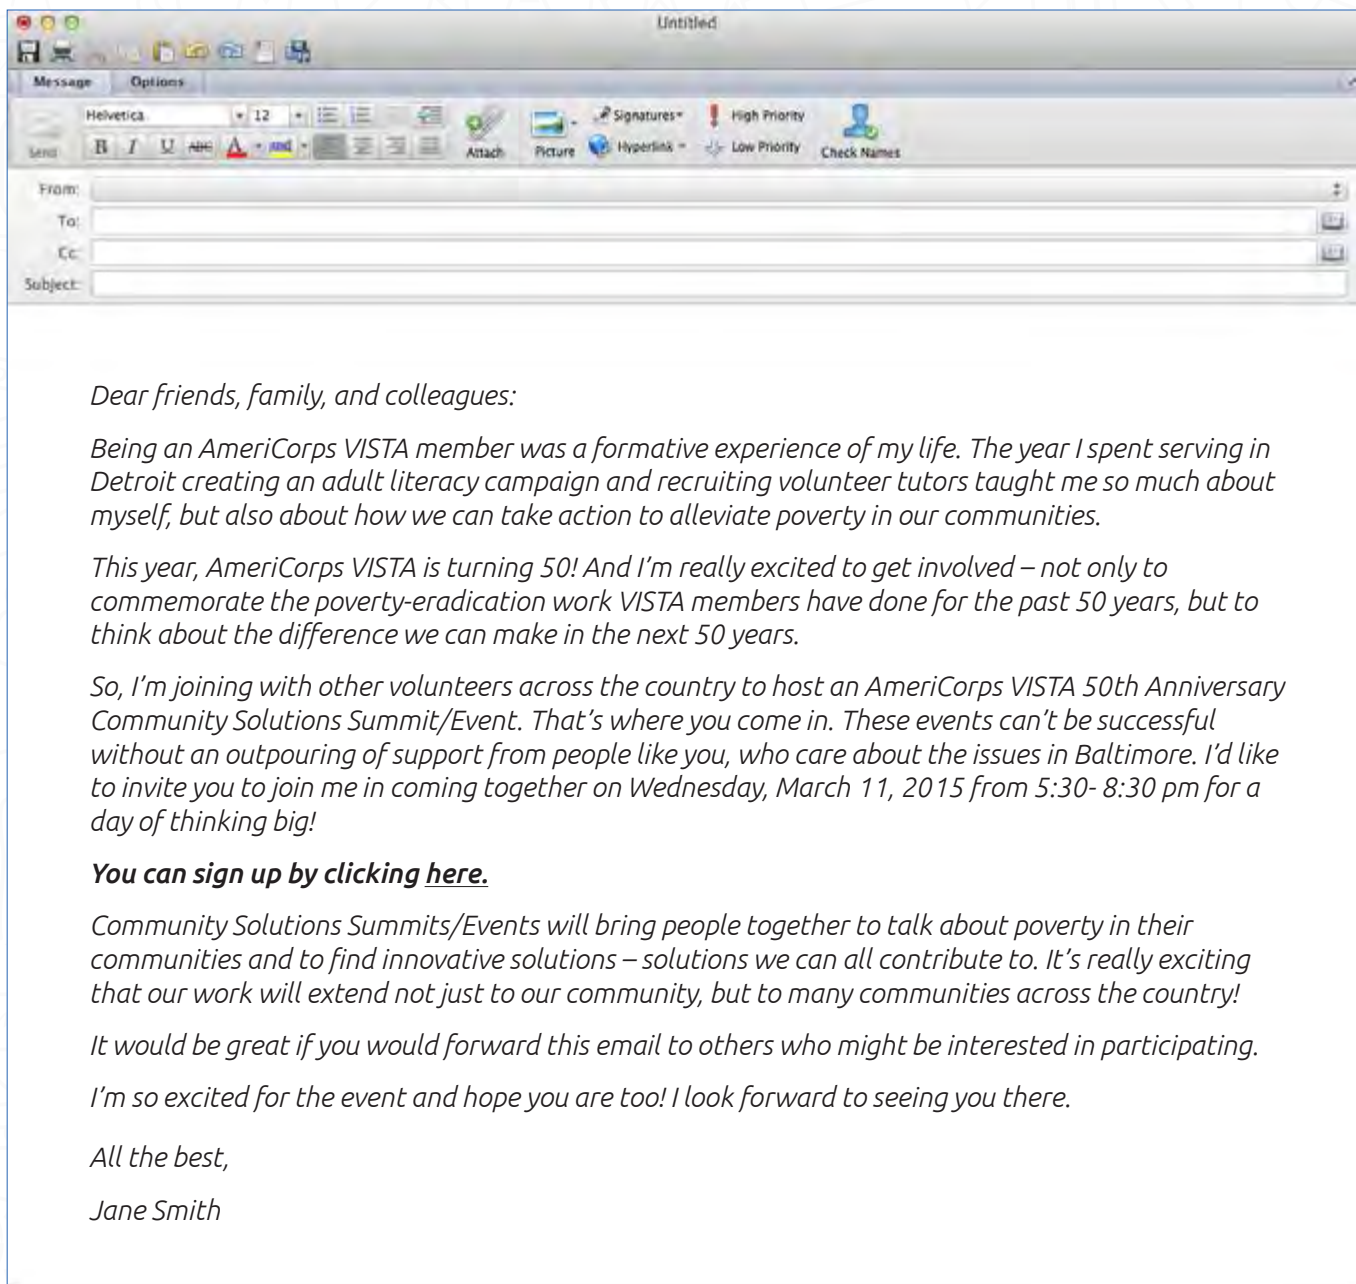 Untitled
Message Options
Helvetica 12 Signatures High Priority
Send B I U ABC A Attach Picture Hyperlink Low Priority Check Names
From:
To:
Cc:
Subject:
Dear friends, family, and colleagues:
Being an AmeriCorps VISTA member was a formative experience of my life. The year I spent serving in
Detroit creating an adult literacy campaign and recruiting volunteer tutors taught me so much about
myself, but also about how we can take action to alleviate poverty in our communities.
This year, AmeriCorps VISTA is turning 50! And I’m really excited to get involved – not only to
commemorate the poverty-eradication work VISTA members have done for the past 50 years, but to
think about the difference we can make in the next 50 years.
So, I’m joining with other volunteers across the country to host an AmeriCorps VISTA 50th Anniversary
Community Solutions Summit/Event. That’s where you come in. These events can’t be successful
without an outpouring of support from people like you, who care about the issues in Baltimore. I’d like
to invite you to join me in coming together on Wednesday, March 11, 2015 from 5:30- 8:30 pm for a
day of thinking big!
You can sign up by clicking here.
Community Solutions Summits/Events will bring people together to talk about poverty in their
communities and to find innovative solutions – solutions we can all contribute to. It’s really exciting
that our work will extend not just to our community, but to many communities across the country!
It would be great if you would forward this email to others who might be interested in participating.
I’m so excited for the event and hope you are too! I look forward to seeing you there.
All the best,
Jane Smith